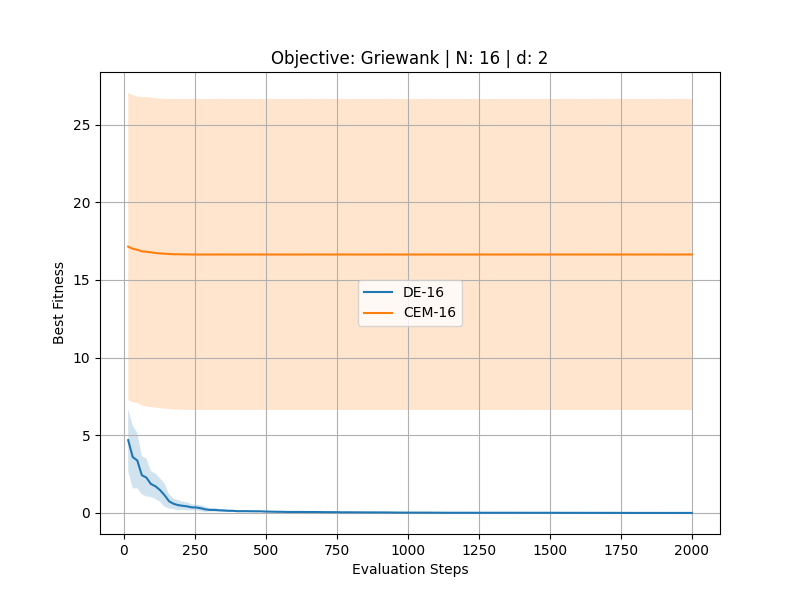 Objective: Griewank | N: 16 | d: 2
Best Fitness
25
20
15
10
5
0
DE-16
CEM-16
0 250 500 750 1000 1250 1500 1750 2000
Evaluation Steps